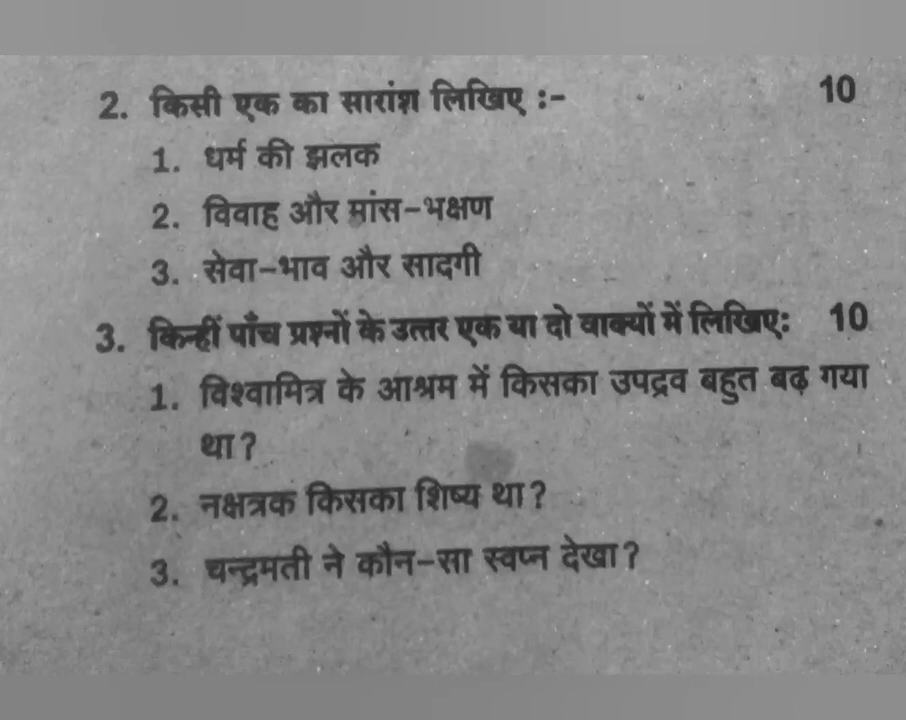 2. किसी एक का सारांश लिखिए :- 10
1. धर्म की झलक
2. विवाह और मांस-भक्षण
3. सेवा-भाव और सादगी
3. किन्हीं पाँच प्रश्नों के उत्तर एक या दो वाक्यों में लिखिए: 10
1. विश्वामित्र के आश्रम में किसका उपद्रव बहुत बढ़ गया
था?
2. नक्षत्रक किसका शिष्य था?
3. चन्द्रमती ने कौन-सा स्वप्न देखा?